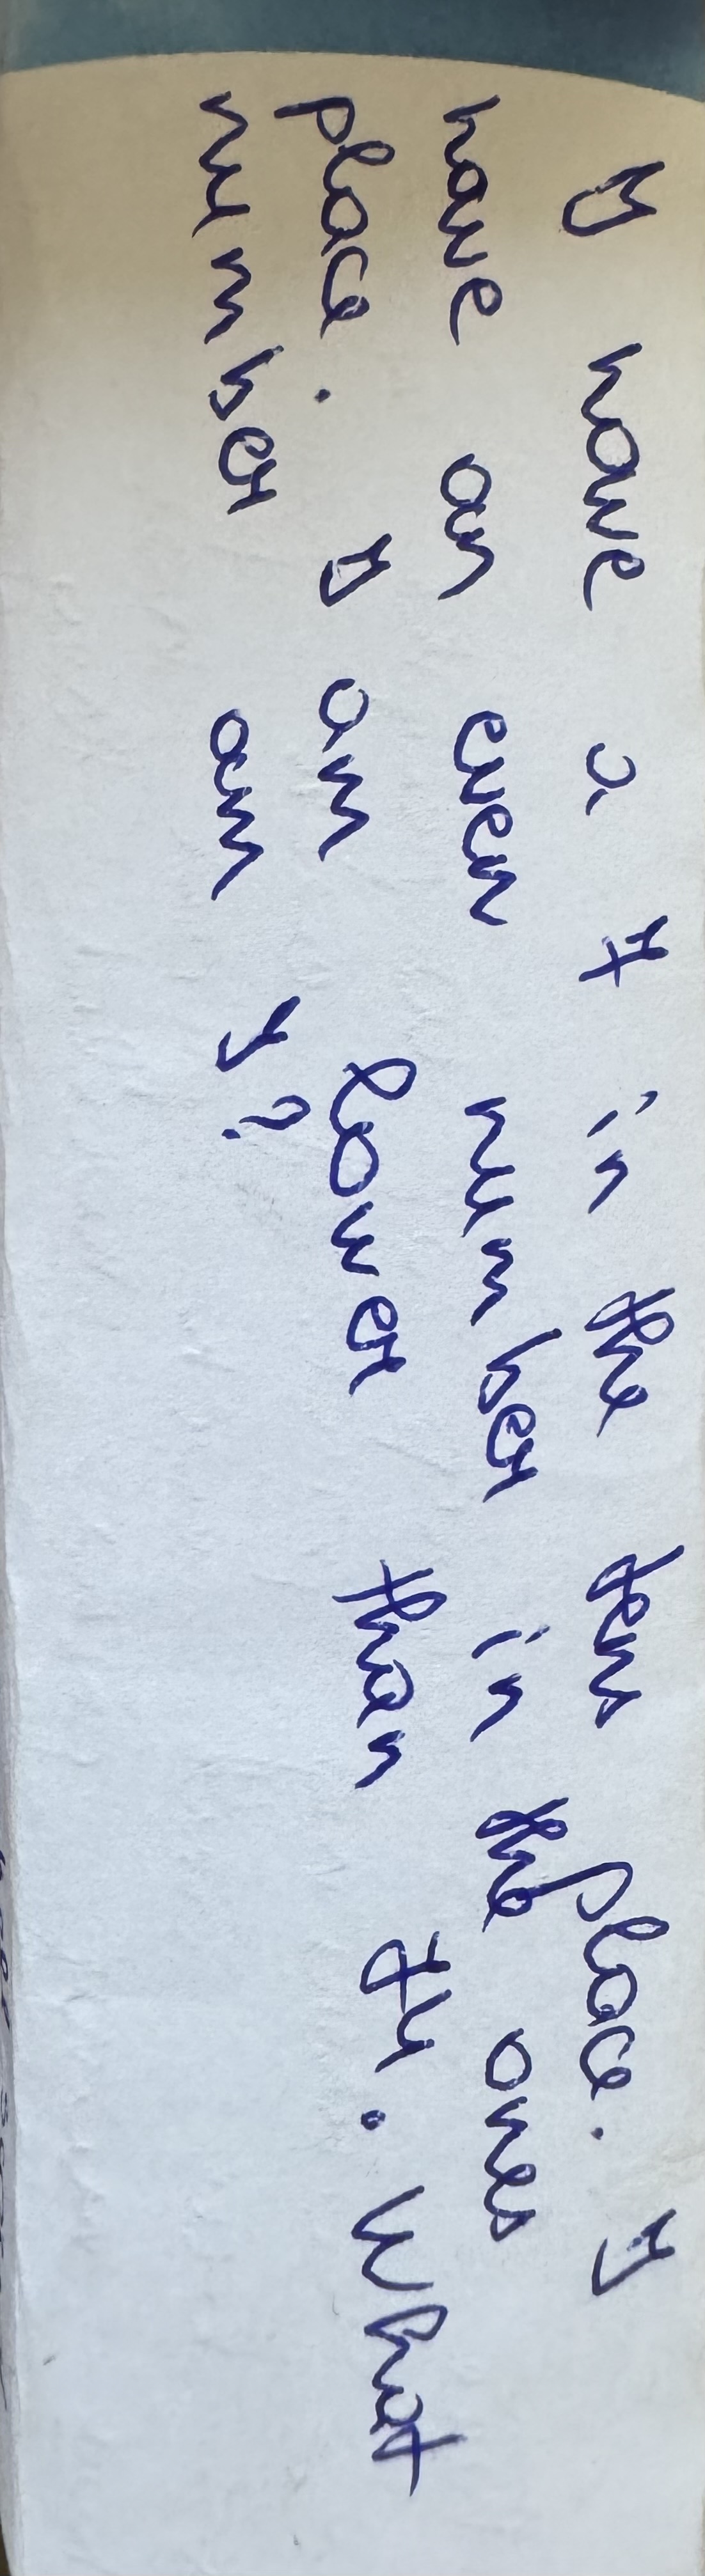 I have a 7 in the tens place. I
have an even number in the ones
place. I am lower than 74. What
number am I?